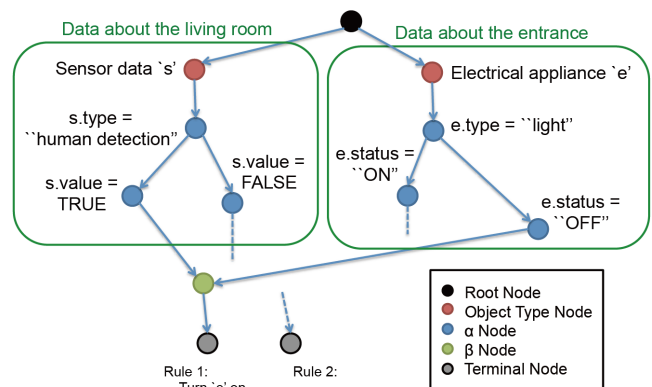 Data about the living room
Data about the entrance
Sensor data `s’
Electrical appliance `e’
s.type =
``human detection’’
e.type = ``light’’
s.value =
TRUE
s.value =
FALSE
e.status =
``ON’’
e.status =
``OFF’’
Root Node
Object Type Node
α Node
β Node
Terminal Node
Rule 1:
Turn `e’ on
Rule 2: